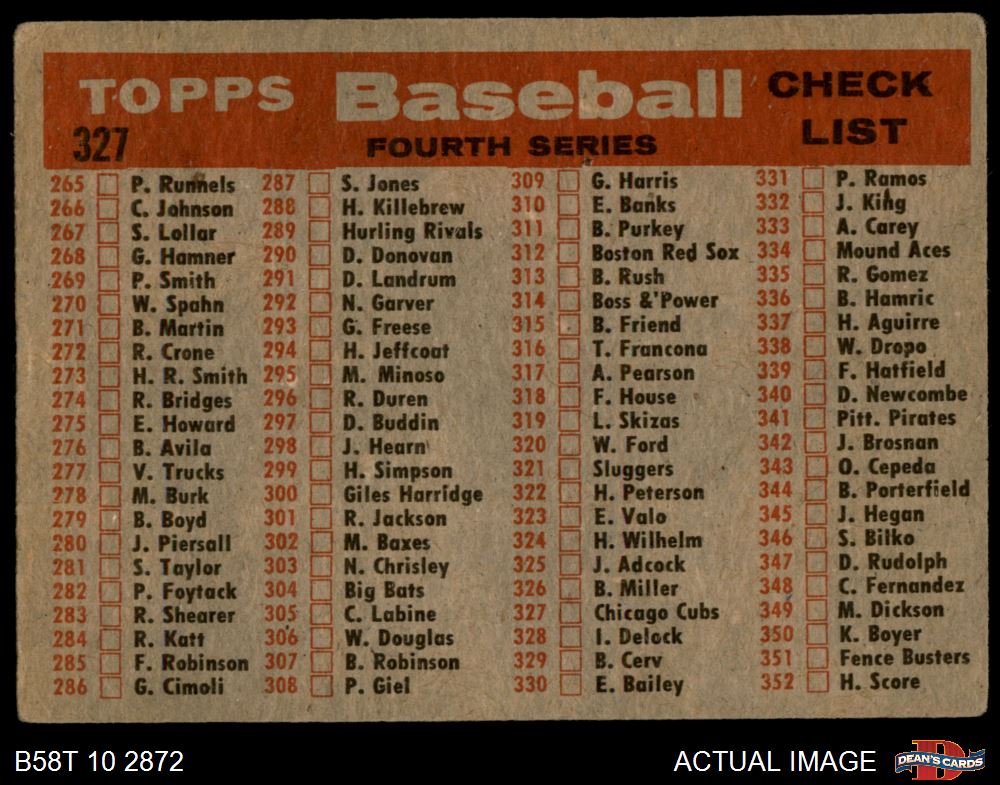 TOPPS Baseball CHECK LIST
327 FOURTH SERIES
265 P. Runnels
266 C. Johnson
267 S. Lollar
268 G. Hamner
269 P. Smith
270 W. Spahn
271 B. Martin
272 R. Crone
273 H. R. Smith
274 R. Bridges
275 E. Howard
276 B. Avila
277 V. Trucks
278 M. Burk
279 B. Boyd
280 J. Piersall
281 S. Taylor
282 P. Foytack
283 R. Shearer
284 R. Katt
285 F. Robinson
286 G. Cimoli
287 S. Jones
288 H. Killebrew
289 Hurling Rivals
290 D. Donovan
291 D. Landrum
292 N. Garver
293 G. Freese
294 H. Jeffcoat
295 M. Minoso
296 R. Duren
297 D. Buddin
298 J. Hearn
299 H. Simpson
300 Giles Harridge
301 R. Jackson
302 M. Baxes
303 N. Chrisley
304 Big Bats
305 C. Labine
306 W. Douglas
307 B. Robinson
308 P. Giel
309 G. Harris
310 E. Banks
311 B. Purkey
312 Boston Red Sox
313 B. Rush
314 Boss &'Power
315 B. Friend
316 T. Francona
317 A. Pearson
318 F. House
319 L. Skizas
320 W. Ford
321 Sluggers
322 H. Peterson
323 E. Valo
324 H. Wilhelm
325 J. Adcock
326 B. Miller
327 Chicago Cubs
328 I. Delock
329 B. Cerv
330 E. Bailey
331 P. Ramos
332 J. King
333 A. Carey
334 Mound Aces
335 R. Gomez
336 B. Hamric
337 H. Aguirre
338 W. Dropo
339 F. Hatfield
340 D. Newcombe
341 Pitt. Pirates
342 J. Brosnan
343 O. Cepeda
344 B. Porterfield
345 J. Hegan
346 S. Bilko
347 D. Rudolph
348 C. Fernandez
349 M. Dickson
350 K. Boyer
351 Fence Busters
352 H. Score
B58T 10 2872
ACTUAL IMAGE
D
DEAN'S CARDS